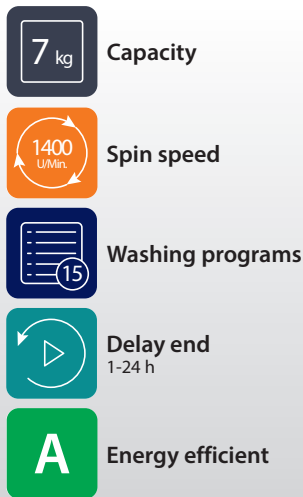 7 kg
Capacity
1400
U/Min.
Spin speed
15
Washing programs
Delay end
1-24 h
A
Energy efficient